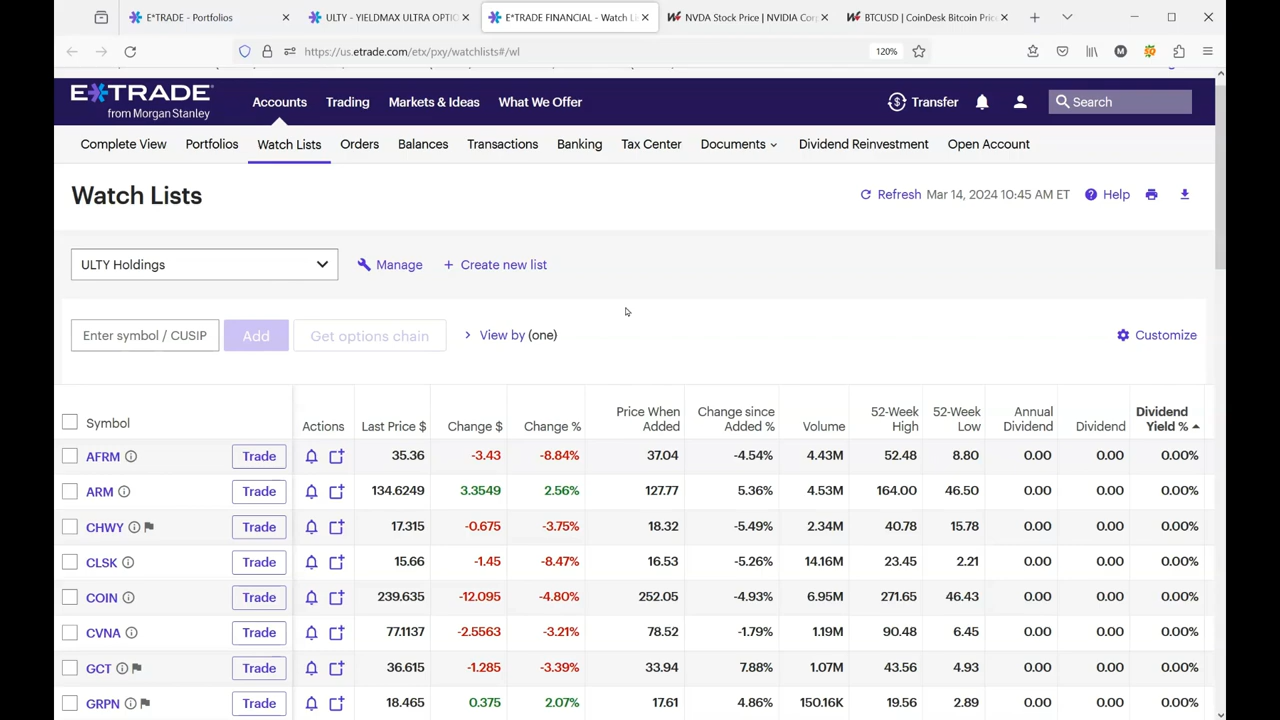 E*TRADE - Portfolios
ULTY - YIELDMAX ULTRA OPTIO
E*TRADE FINANCIAL - Watch Li
NVDA Stock Price | NVIDIA Cor
BTCUSD | CoinDesk Bitcoin Pric
https://us.etrade.com/etx/pxy/watchlists#/wl
120%
M
E*TRADE
from Morgan Stanley
Accounts
Trading
Markets & Ideas
What We Offer
Transfer
Search
Complete View
Portfolios
Watch Lists
Orders
Balances
Transactions
Banking
Tax Center
Documents
Dividend Reinvestment
Open Account
Watch Lists
Refresh Mar 14, 2024 10:45 AM ET
Help
ULTY Holdings
Manage
+ Create new list
Enter symbol / CUSIP
Add
Get options chain
View by (one)
Customize
Symbol
Actions
Last Price $
Change $
Change %
Price When
Added
Change since
Added %
Volume
52-Week
High
52-Week
Low
Annual
Dividend
Dividend
Dividend
Yield %
AFRM Trade 35.36 -3.43 -8.84% 37.04 -4.54% 4.43M 52.48 8.80 0.00 0.00 0.00%
ARM Trade 134.6249 3.3549 2.56% 127.77 5.36% 4.53M 164.00 46.50 0.00 0.00 0.00%
CHWY Trade 17.315 -0.675 -3.75% 18.32 -5.49% 2.34M 40.78 15.78 0.00 0.00 0.00%
CLSK Trade 15.66 -1.45 -8.47% 16.53 -5.26% 14.16M 23.45 2.21 0.00 0.00 0.00%
COIN Trade 239.635 -12.095 -4.80% 252.05 -4.93% 6.95M 271.65 46.43 0.00 0.00 0.00%
CVNA Trade 77.1137 -2.5563 -3.21% 78.52 -1.79% 1.19M 90.48 6.45 0.00 0.00 0.00%
GCT Trade 36.615 -1.285 -3.39% 33.94 7.88% 1.07M 43.56 4.93 0.00 0.00 0.00%
GRPN Trade 18.465 0.375 2.07% 17.61 4.86% 150.16K 19.56 2.89 0.00 0.00 0.00%